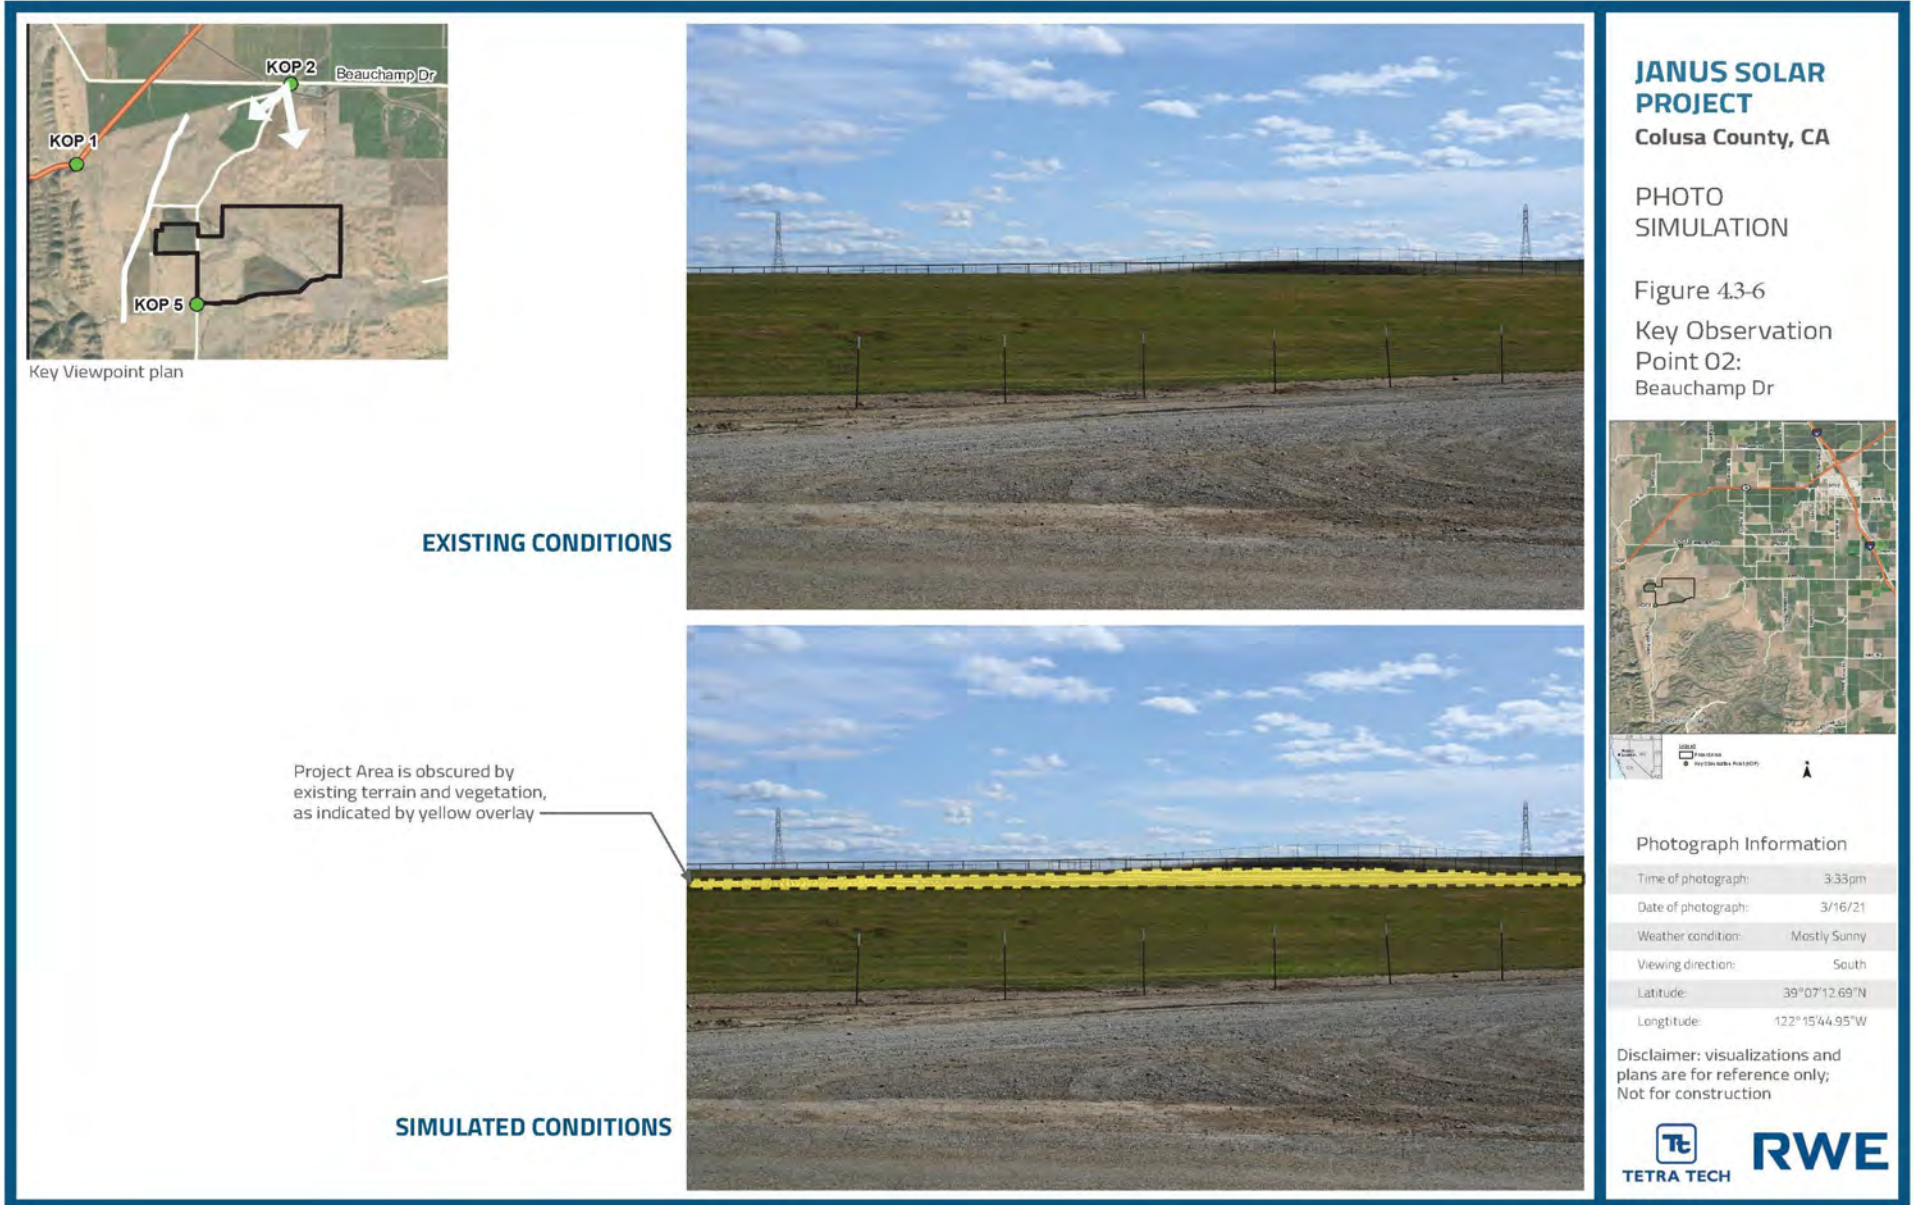 KOP 2
Beauchamp Dr
KOP 1
KOP 5
Key Viewpoint plan
EXISTING CONDITIONS
Project Area is obscured by
existing terrain and vegetation,
as indicated by yellow overlay
SIMULATED CONDITIONS
JANUS SOLAR
PROJECT
Colusa County, CA
PHOTO
SIMULATION
Figure 4.3-6
Key Observation
Point 02:
Beauchamp Dr
Photograph Information
Time of photograph: 3:33pm
Date of photograph: 3/16/21
Weather condition: Mostly Sunny
Viewing direction: South
Latitude: 39°07'12.69"N
Longtitude: 122°15'44.95"W
Disclaimer: visualizations and
plans are for reference only;
Not for construction
Tt
TETRA TECH
RWE